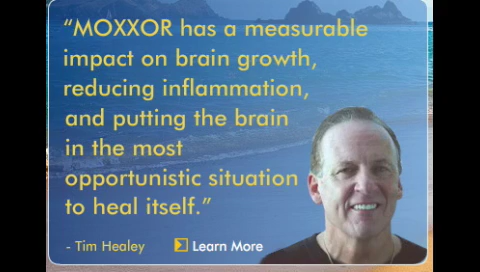 “MOXXOR has a measurable
impact on brain growth,
reducing inflammation,
and putting the brain
in the most
opportunistic situation
to heal itself.”
- Tim Healey
Learn More